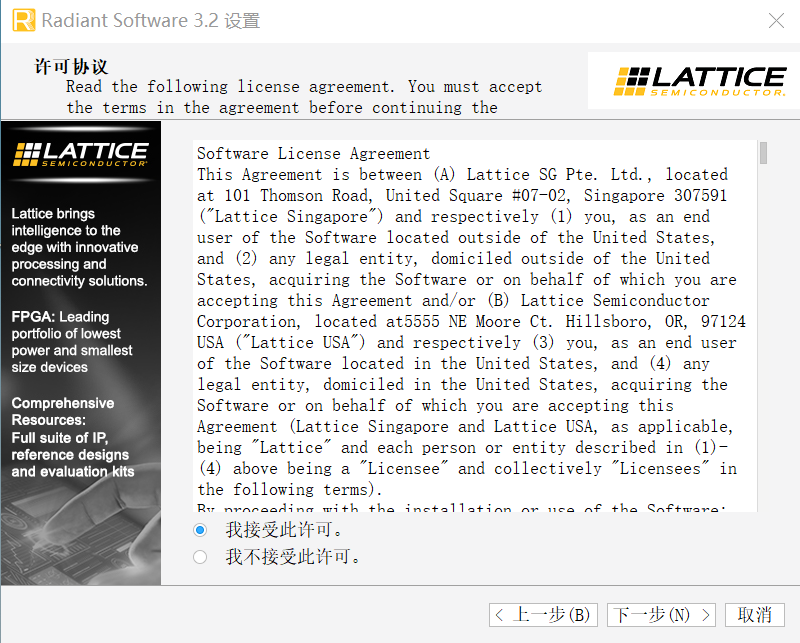 Radiant Software 3.2 设置
许可协议
Read the following license agreement. You must accept
the terms in the agreement before continuing the
LATTICE
SEMICONDUCTOR.
LATTICE
SEMICONDUCTOR
Lattice brings
intelligence to the
edge with innovative
processing and
connectivity solutions.
FPGA: Leading
portfolio of lowest
power and smallest
size devices
Comprehensive
Resources:
Full suite of IP,
reference designs
and evaluation kits
Software License Agreement
This Agreement is between (A) Lattice SG Pte. Ltd., located
at 101 Thomson Road, United Square #07-02, Singapore 307591
("Lattice Singapore") and respectively (1) you, as an end
user of the Software located outside of the United States,
and (2) any legal entity, domiciled outside of the United
States, acquiring the Software or on behalf of which you are
accepting this Agreement and/or (B) Lattice Semiconductor
Corporation, located at5555 NE Moore Ct. Hillsboro, OR, 97124
USA ("Lattice USA") and respectively (3) you, as an end user
of the Software located in the United States, and (4) any
legal entity, domiciled in the United States, acquiring the
Software or on behalf of which you are accepting this
Agreement (Lattice Singapore and Lattice USA, as applicable,
being "Lattice" and each person or entity described in (1)-
(4) above being a "Licensee" and collectively "Licensees" in
the following terms).
By proceeding with the installation or use of the Software:
我接受此许可。
我不接受此许可。
< 上一步(B)
下一步(N) >
取消